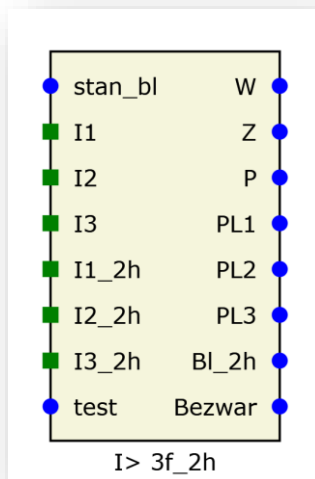 stan_bl W
I1 Z
I2 P
I3 PL1
I1_2h PL2
I2_2h PL3
I3_2h Bl_2h
test Bezwar
I> 3f_2h